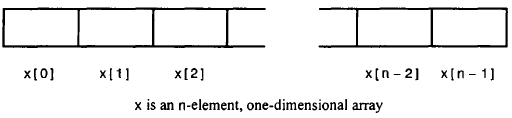 x[0] x[1] x[2] x[n-2] x[n-1]
x is an n-element, one-dimensional array